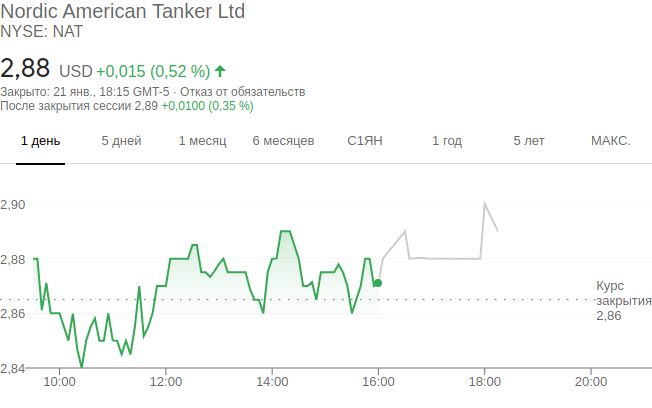 Nordic American Tanker Ltd
NYSE: NAT
2,88 USD +0,015 (0,52 %)
Закрыто: 21 янв., 18:15 GMT-5 · Отказ от обязательств
После закрытия сессии 2,89 +0,0100 (0,35 %)
1 день 5 дней 1 месяц 6 месяцев С1ЯН 1 год 5 лет МАКС.
2,90
2,88
Курс
закрытия
2,86
2,86
2,84
10:00 12:00 14:00 16:00 18:00 20:00